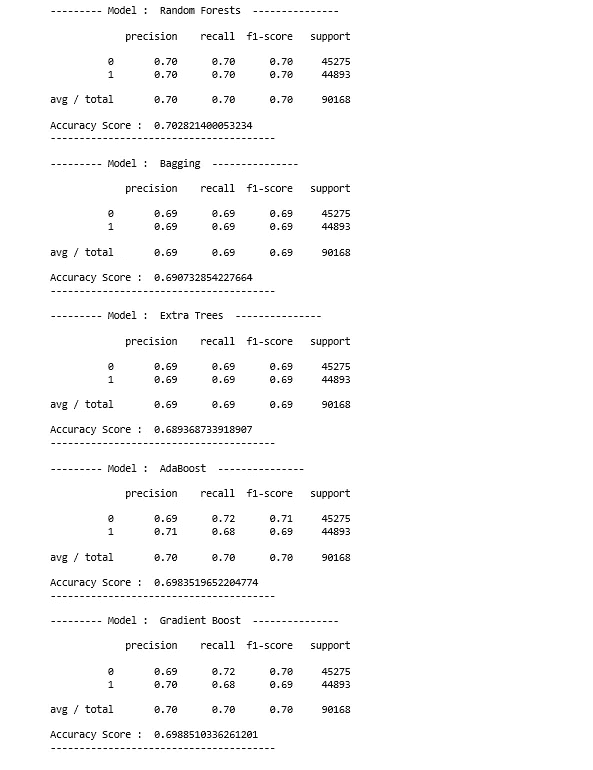 --------- Model :  Random Forests  ---------------
precision recall f1-score support
0 0.70 0.70 0.70 45275
1 0.70 0.70 0.70 44893
avg / total 0.70 0.70 0.70 90168
Accuracy Score :  0.702821400053234
---------------------------------------
--------- Model :  Bagging  ---------------
precision recall f1-score support
0 0.69 0.69 0.69 45275
1 0.69 0.69 0.69 44893
avg / total 0.69 0.69 0.69 90168
Accuracy Score :  0.690732854227664
---------------------------------------
--------- Model :  Extra Trees  ---------------
precision recall f1-score support
0 0.69 0.69 0.69 45275
1 0.69 0.69 0.69 44893
avg / total 0.69 0.69 0.69 90168
Accuracy Score :  0.689368733918907
---------------------------------------
--------- Model :  AdaBoost  ---------------
precision recall f1-score support
0 0.69 0.72 0.71 45275
1 0.71 0.68 0.69 44893
avg / total 0.70 0.70 0.70 90168
Accuracy Score :  0.6983519652204774
---------------------------------------
--------- Model :  Gradient Boost  ---------------
precision recall f1-score support
0 0.69 0.72 0.70 45275
1 0.70 0.68 0.69 44893
avg / total 0.70 0.70 0.70 90168
Accuracy Score :  0.6988510336261201
---------------------------------------